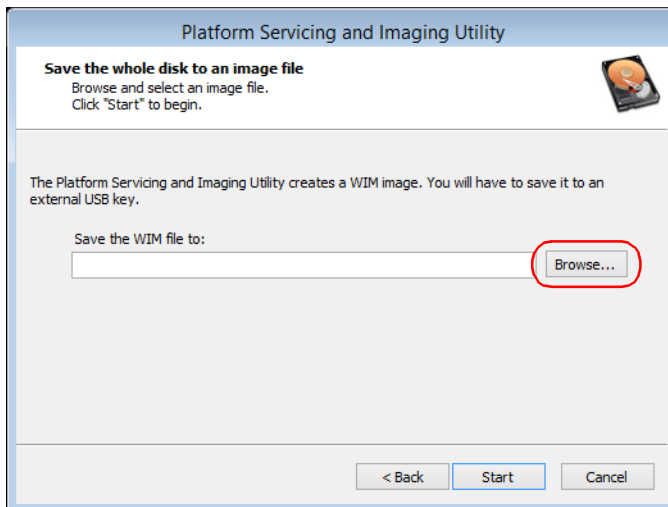 Platform Servicing and Imaging Utility
Save the whole disk to an image file
Browse and select an image file.
Click "Start" to begin.
The Platform Servicing and Imaging Utility creates a WIM image. You will have to save it to an
external USB key.
Save the WIM file to:
Browse...
< Back Start Cancel